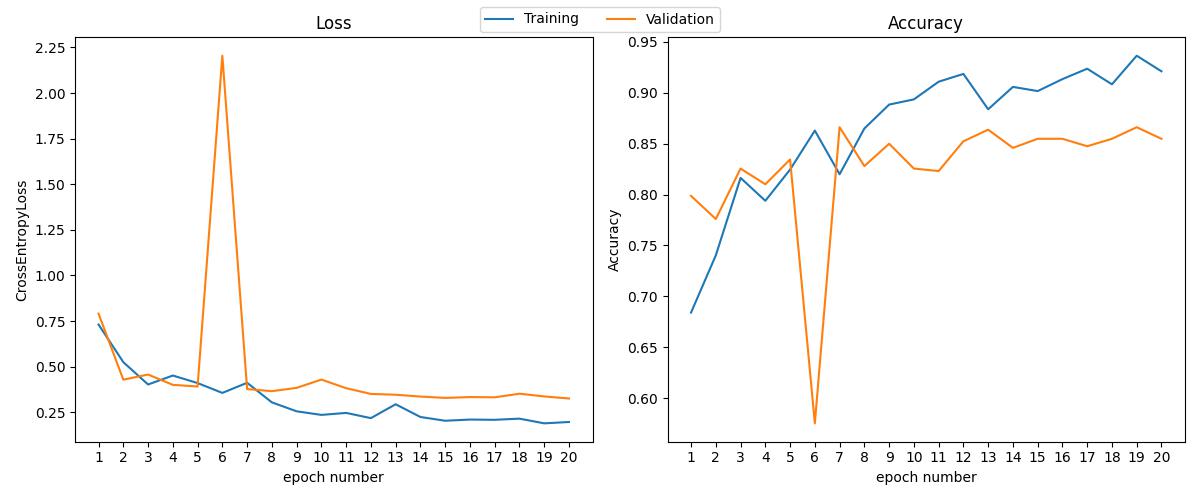 Training Validation
Loss
CrossEntropyLoss
2.25
2.00
1.75
1.50
1.25
1.00
0.75
0.50
0.25
1 2 3 4 5 6 7 8 9 10 11 12 13 14 15 16 17 18 19 20
epoch number
Accuracy
Accuracy
0.95
0.90
0.85
0.80
0.75
0.70
0.65
0.60
1 2 3 4 5 6 7 8 9 10 11 12 13 14 15 16 17 18 19 20
epoch number